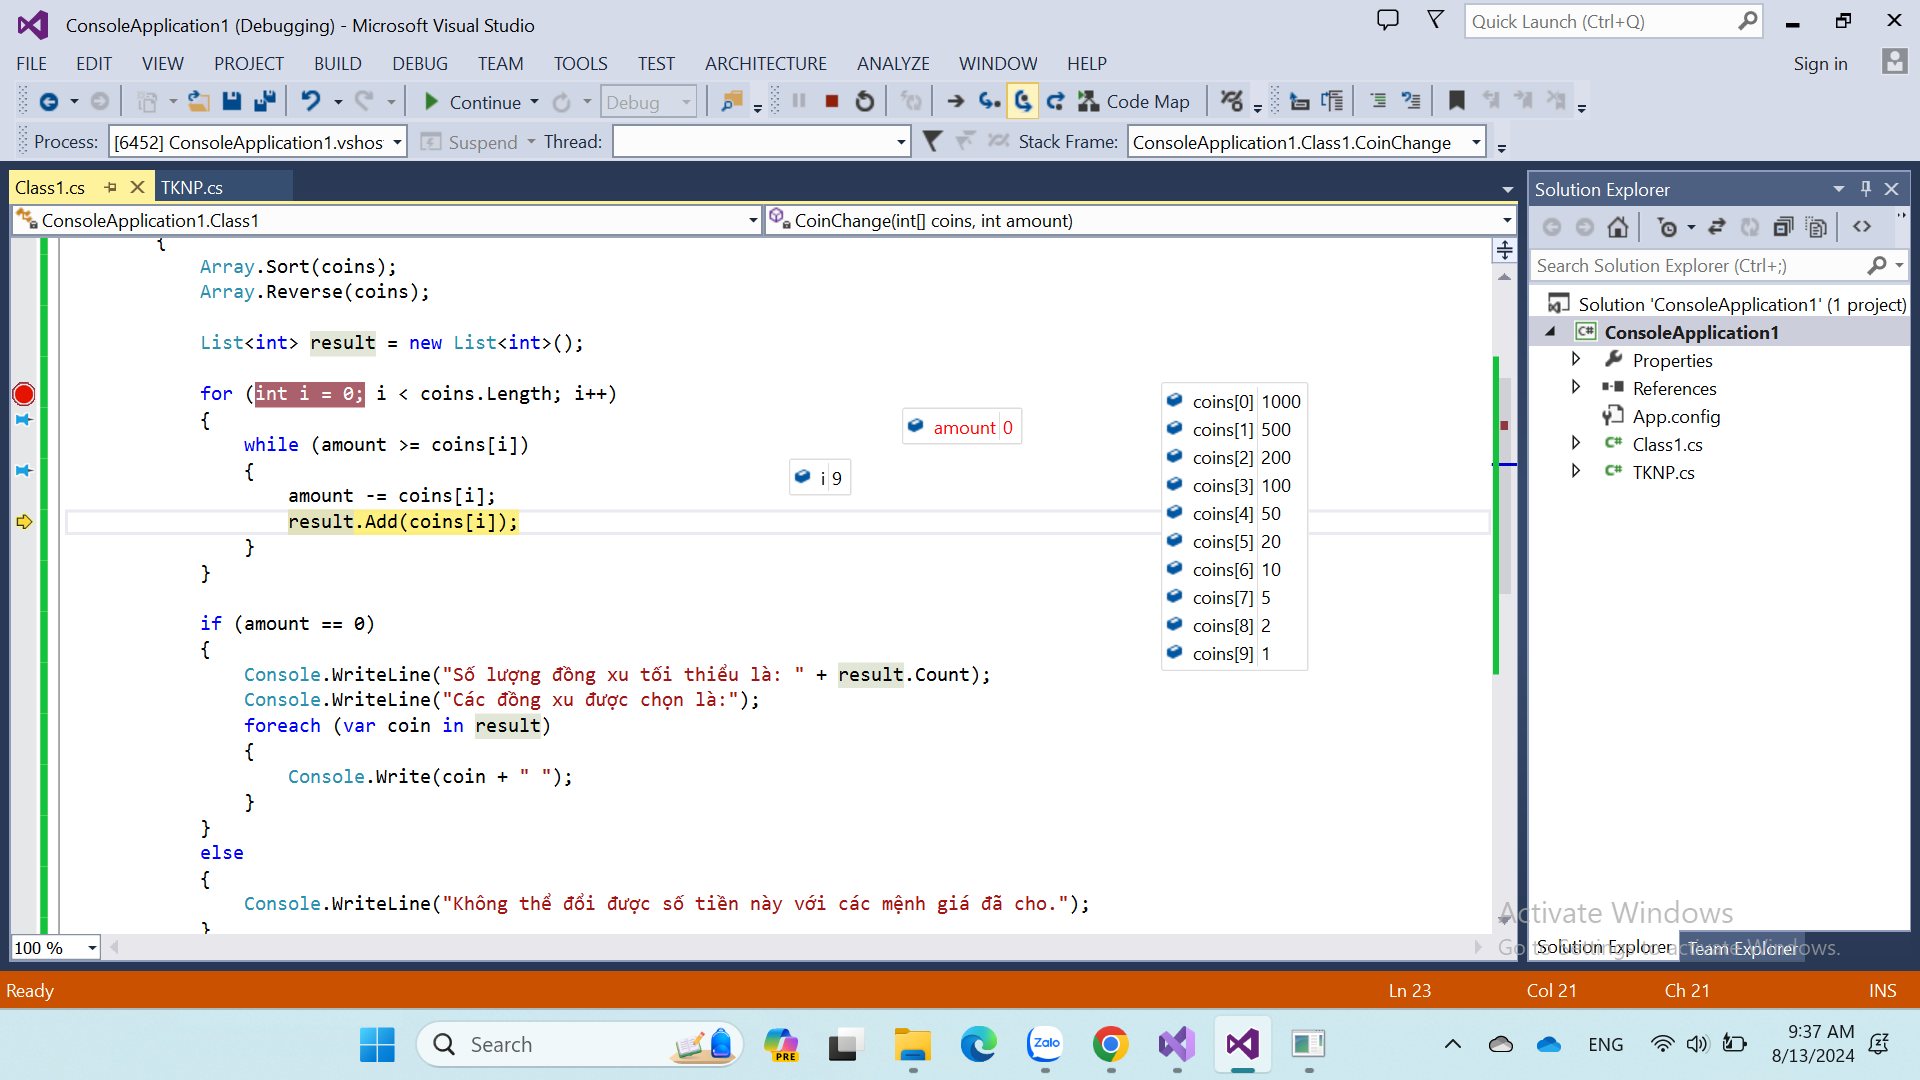 ConsoleApplication1 (Debugging) - Microsoft Visual Studio
Quick Launch (Ctrl+Q)
FILE EDIT VIEW PROJECT BUILD DEBUG TEAM TOOLS TEST ARCHITECTURE ANALYZE WINDOW HELP
Sign in
Continue Debug Code Map
Process: [6452] ConsoleApplication1.vshos Suspend Thread: Stack Frame: ConsoleApplication1.Class1.CoinChange
Class1.cs TKNP.cs
ConsoleApplication1.Class1 CoinChange(int[] coins, int amount)
{
Array.Sort(coins);
Array.Reverse(coins);
List<int> result = new List<int>();
for (int i = 0; i < coins.Length; i++)
{
while (amount >= coins[i])
{
amount -= coins[i];
result.Add(coins[i]);
}
}
if (amount == 0)
{
Console.WriteLine("Số lượng đồng xu tối thiểu là: " + result.Count);
Console.WriteLine("Các đồng xu được chọn là:");
foreach (var coin in result)
{
Console.Write(coin + " ");
}
}
else
{
Console.WriteLine("Không thể đổi được số tiền này với các mệnh giá đã cho.");
}
amount 0
i 9
coins[0] 1000
coins[1] 500
coins[2] 200
coins[3] 100
coins[4] 50
coins[5] 20
coins[6] 10
coins[7] 5
coins[8] 2
coins[9] 1
100 %
Solution Explorer
Search Solution Explorer (Ctrl+;)
Solution 'ConsoleApplication1' (1 project)
C# ConsoleApplication1
Properties
References
App.config
C# Class1.cs
C# TKNP.cs
Activate Windows
Go to Settings to activate Windows.
Solution Explorer Team Explorer
Ready Ln 23 Col 21 Ch 21 INS
Search
PRE
Zalo
ENG
9:37 AM
8/13/2024